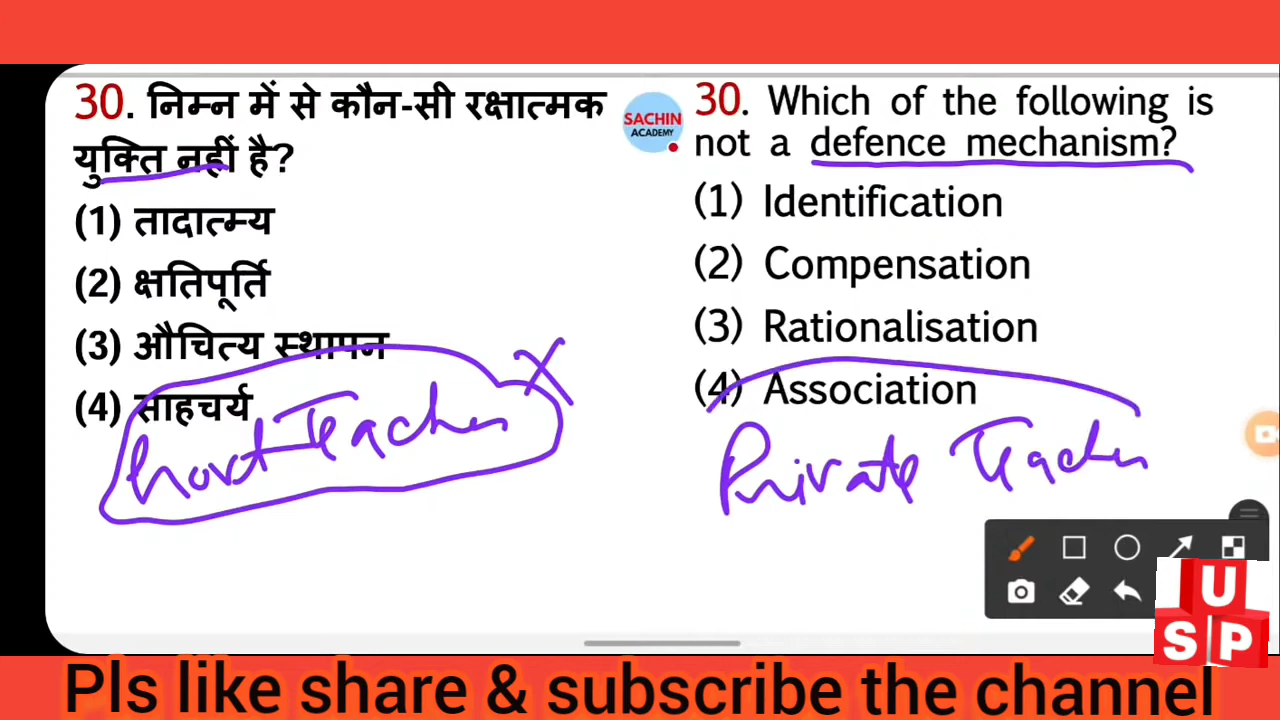 30. निम्न में से कौन-सी रक्षात्मक
युक्ति नहीं है?
(1) तादात्म्य
(2) क्षतिपूर्ति
(3) औचित्य स्थापन
(4) साहचर्य
Teacher
SACHIN
ACADEMY
30. Which of the following is
not a defence mechanism?
(1) Identification
(2) Compensation
(3) Rationalisation
(4) Association
Private Teacher
U
S P
Pls like share & subscribe the channel